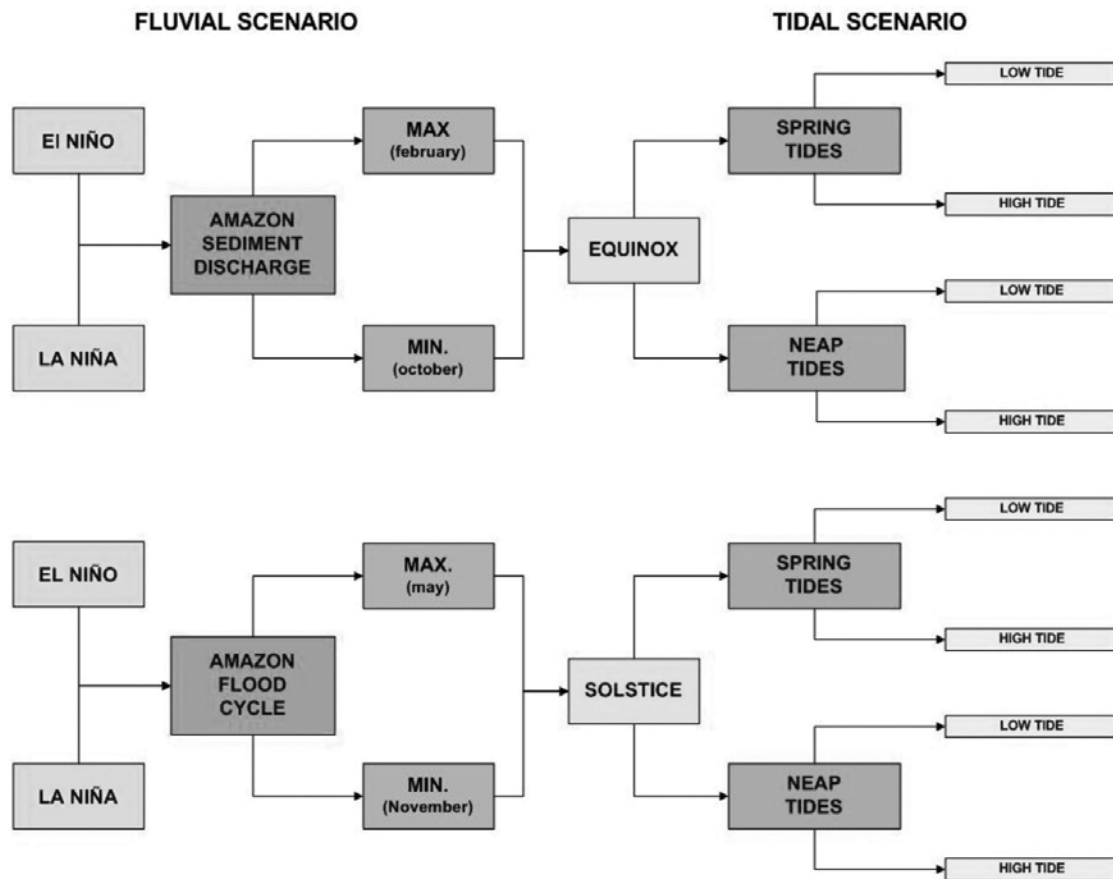 FLUVIAL SCENARIO
TIDAL SCENARIO
El NIÑO
LA NIÑA
AMAZON
SEDIMENT
DISCHARGE
MAX
(february)
MIN.
(october)
EQUINOX
SPRING
TIDES
LOW TIDE
HIGH TIDE
NEAP
TIDES
LOW TIDE
HIGH TIDE
EL NIÑO
LA NIÑA
AMAZON
FLOOD
CYCLE
MAX.
(may)
MIN.
(November)
SOLSTICE
SPRING
TIDES
LOW TIDE
HIGH TIDE
NEAP
TIDES
LOW TIDE
HIGH TIDE